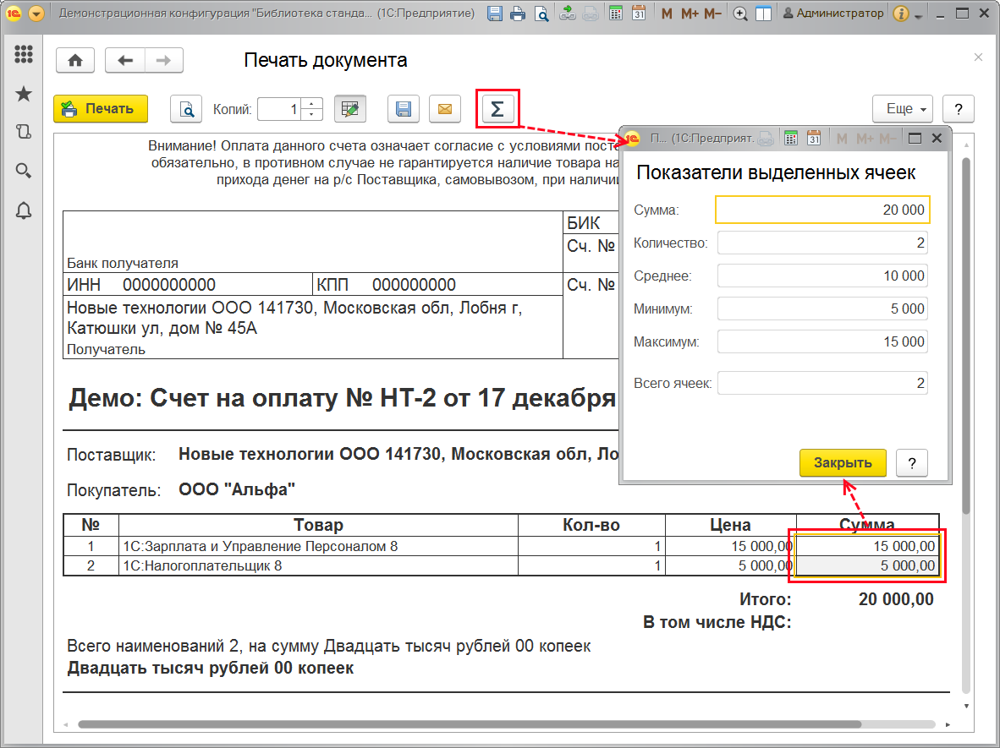 Демонстрационная конфигурация "Библиотека станда... (1С:Предприятие)
M M+ M-
Администратор
Печать документа
Печать
Копий:
1
Σ
Еще
?
Внимание! Оплата данного счета означает согласие с условиями пост
обязательно, в противном случае не гарантируется наличие товара на
прихода денег на р/с Поставщика, самовывозом, при наличи
Банк получателя
БИК
Сч. №
ИНН 0000000000
КПП 000000000
Сч. №
Новые технологии ООО 141730, Московская обл, Лобня г,
Катюшки ул, дом № 45А
Получатель
Демо: Счет на оплату № НТ-2 от 17 декабря
Поставщик: Новые технологии ООО 141730, Московская обл, Ло
Покупатель: ООО "Альфа"
№ Товар Кол-во Цена Сумма
1 1С:Зарплата и Управление Персоналом 8 1 15 000,00 15 000,00
2 1С:Налогоплательщик 8 1 5 000,00 5 000,00
Итого: 20 000,00
В том числе НДС:
Всего наименований 2, на сумму Двадцать тысяч рублей 00 копеек
Двадцать тысяч рублей 00 копеек
П... (1С:Предприят.
31
M M+ M-
Показатели выделенных ячеек
Сумма: 20 000
Количество: 2
Среднее: 10 000
Минимум: 5 000
Максимум: 15 000
Всего ячеек: 2
Закрыть
?